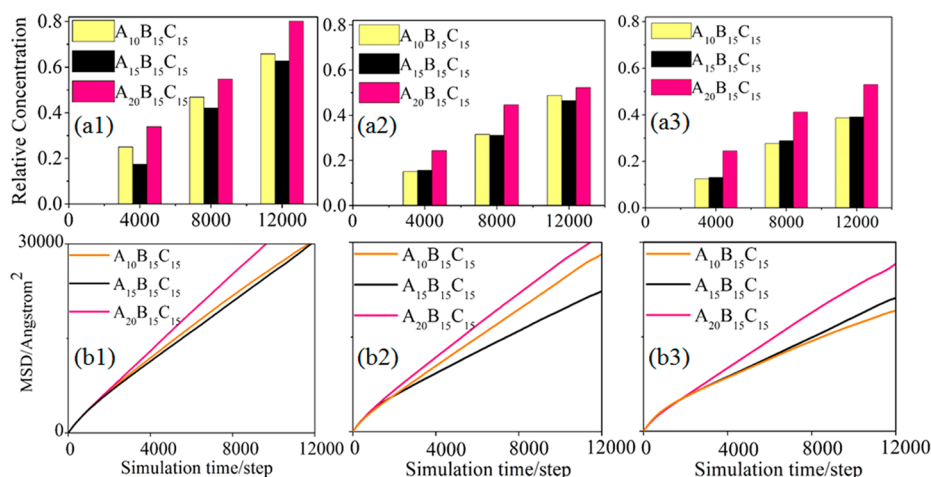 Relative Concentration
0.8
0.6
0.4
0.2
0.0
A₁₀B₁₅C₁₅
A₁₅B₁₅C₁₅
A₂₀B₁₅C₁₅
(a1)
0 4000 8000 12000
0.8
0.6
0.4
0.2
0.0
A₁₀B₁₅C₁₅
A₁₅B₁₅C₁₅
A₂₀B₁₅C₁₅
(a2)
0 4000 8000 12000
0.8
0.6
0.4
0.2
0.0
A₁₀B₁₅C₁₅
A₁₅B₁₅C₁₅
A₂₀B₁₅C₁₅
(a3)
0 4000 8000 12000
MSD/Angstrom²
30000
0
A₁₀B₁₅C₁₅
A₁₅B₁₅C₁₅
A₂₀B₁₅C₁₅
(b1)
0 4000 8000 12000
Simulation time/step
A₁₀B₁₅C₁₅
A₁₅B₁₅C₁₅
A₂₀B₁₅C₁₅
(b2)
0 4000 8000 12000
Simulation time/step
A₁₀B₁₅C₁₅
A₁₅B₁₅C₁₅
A₂₀B₁₅C₁₅
(b3)
0 4000 8000 12000
Simulation time/step